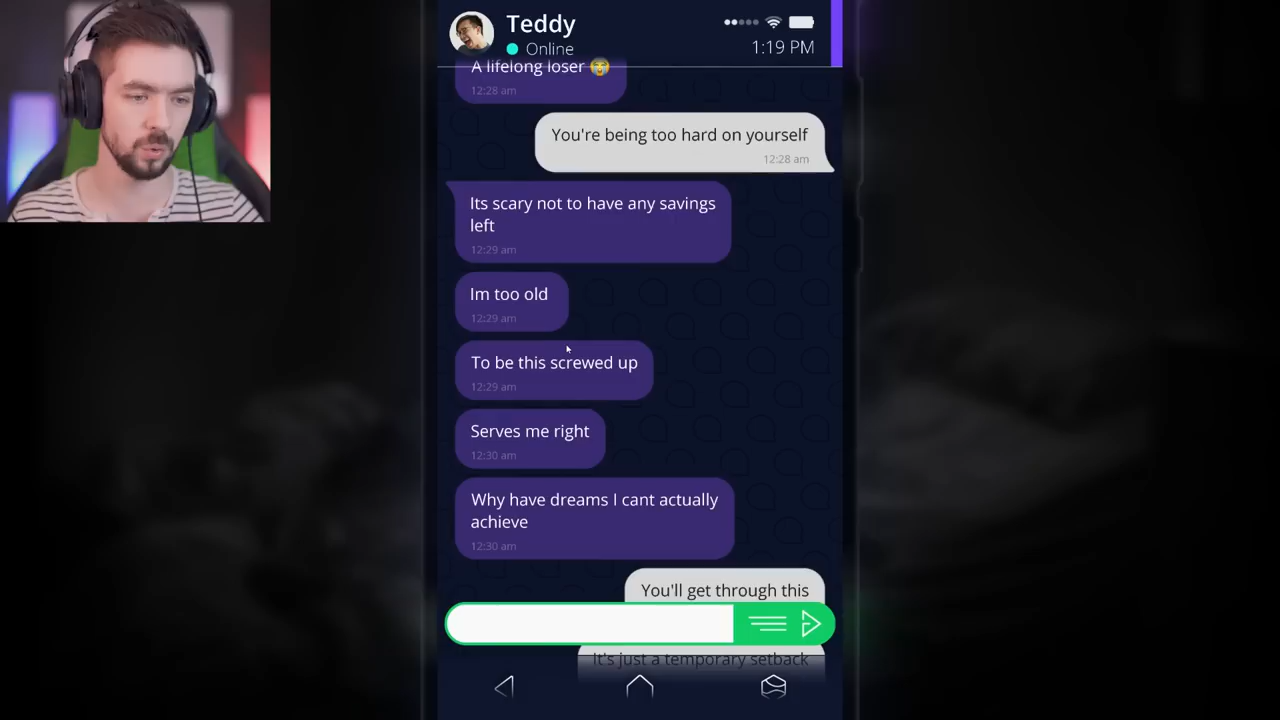 Teddy
Online
1:19 PM
A lifelong loser 😭
12:28 am
You're being too hard on yourself
12:28 am
Its scary not to have any savings
left
12:29 am
Im too old
12:29 am
To be this screwed up
12:29 am
Serves me right
12:30 am
Why have dreams I cant actually
achieve
12:30 am
You'll get through this
It's just a temporary setback